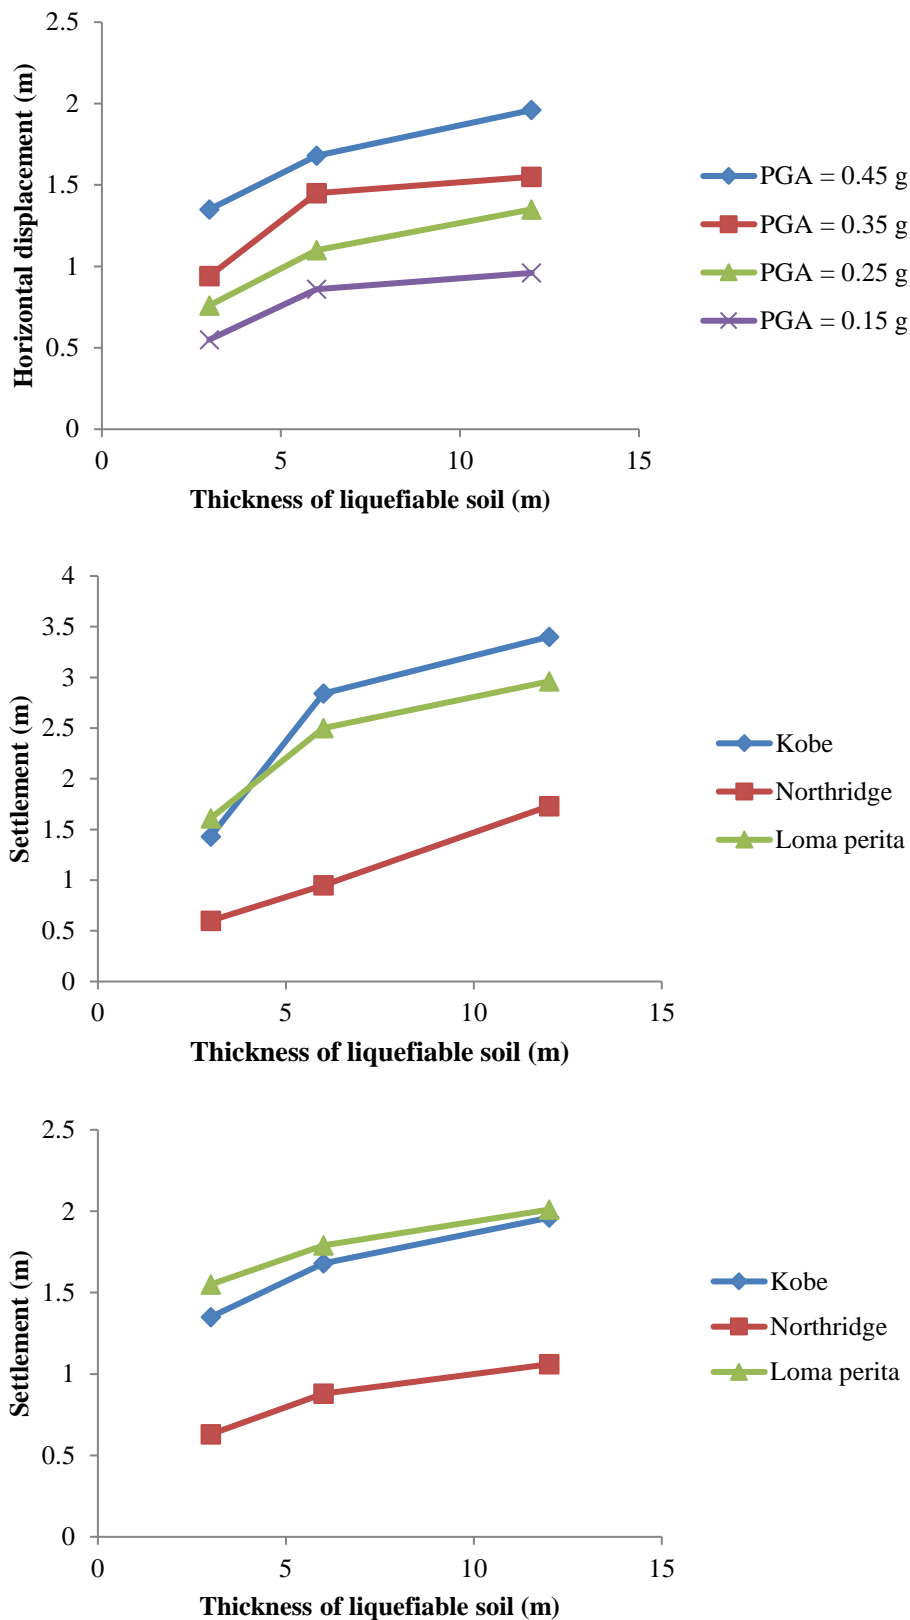 2.5
2
1.5
1
0.5
0
0 5 10 15
Horizontal displacement (m)
Thickness of liquefiable soil (m)
PGA = 0.45 g
PGA = 0.35 g
PGA = 0.25 g
PGA = 0.15 g
4
3.5
3
2.5
2
1.5
1
0.5
0
0 5 10 15
Settlement (m)
Thickness of liquefiable soil (m)
Kobe
Northridge
Loma perita
2.5
2
1.5
1
0.5
0
0 5 10 15
Settlement (m)
Thickness of liquefiable soil (m)
Kobe
Northridge
Loma perita